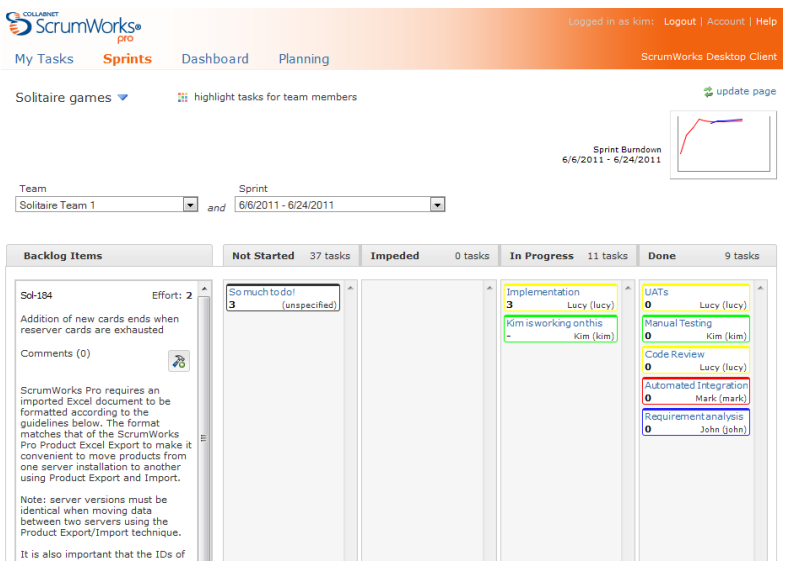 COLLABNET
ScrumWorks®
pro
Logged in as kim: Logout | Account | Help
My Tasks Sprints Dashboard Planning
ScrumWorks Desktop Client
Solitaire games
highlight tasks for team members
update page
Sprint Burndown
6/6/2011 - 6/24/2011
Team
Sprint
Solitaire Team 1
and
6/6/2011 - 6/24/2011
Backlog Items
Not Started 37 tasks
Impeded 0 tasks
In Progress 11 tasks
Done 9 tasks
Sol-184 Effort: 2
Addition of new cards ends when
reserver cards are exhausted
Comments (0)
ScrumWorks Pro requires an
imported Excel document to be
formatted according to the
guidelines below. The format
matches that of the ScrumWorks
Pro Product Excel Export to make it
convenient to move products from
one server installation to another
using Product Export and Import.
Note: server versions must be
identical when moving data
between two servers using the
Product Export/Import technique.
It is also important that the IDs of
So much to do!
3 (unspecified)
Implementation
3 Lucy (lucy)
Kim is working on this
- Kim (kim)
UATs
0 Lucy (lucy)
Manual Testing
0 Kim (kim)
Code Review
0 Lucy (lucy)
Automated Integration
0 Mark (mark)
Requirement analysis
0 John (john)